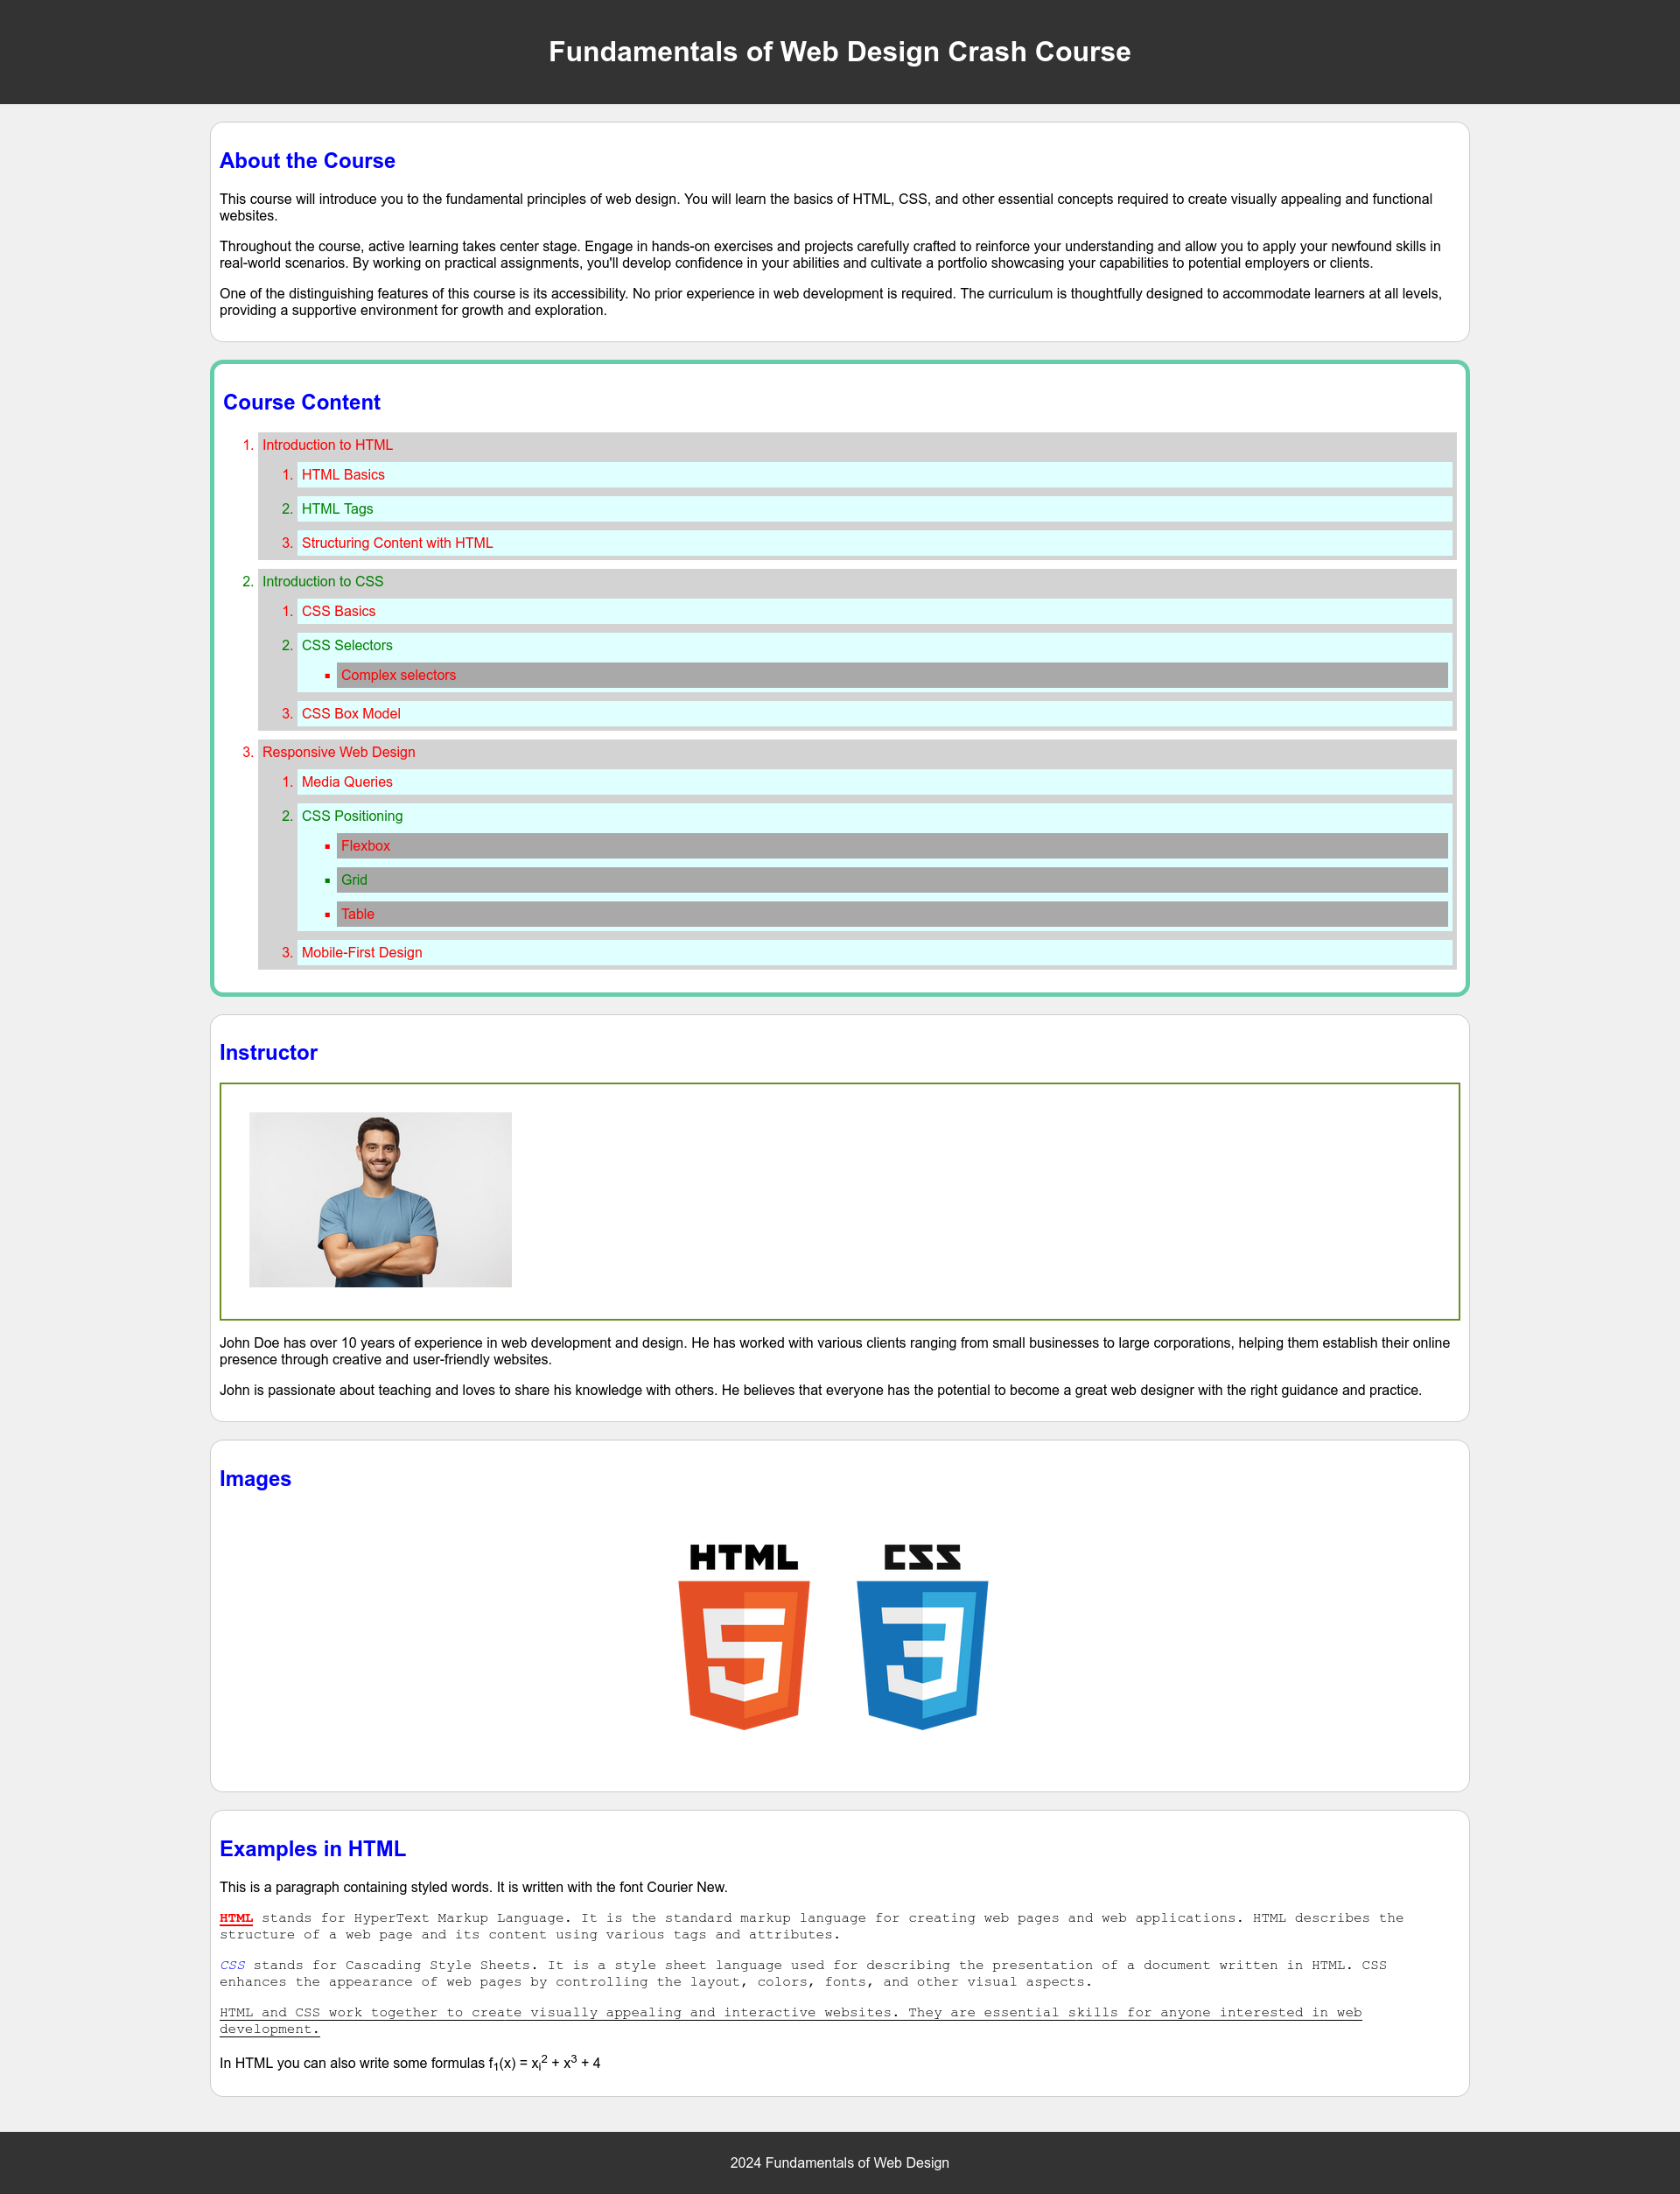 Fundamentals of Web Design Crash Course
About the Course
This course will introduce you to the fundamental principles of web design. You will learn the basics of HTML, CSS, and other essential concepts required to create visually appealing and functional
websites.
Throughout the course, active learning takes center stage. Engage in hands-on exercises and projects carefully crafted to reinforce your understanding and allow you to apply your newfound skills in
real-world scenarios. By working on practical assignments, you'll develop confidence in your abilities and cultivate a portfolio showcasing your capabilities to potential employers or clients.
One of the distinguishing features of this course is its accessibility. No prior experience in web development is required. The curriculum is thoughtfully designed to accommodate learners at all levels,
providing a supportive environment for growth and exploration.
Course Content
1. Introduction to HTML
1. HTML Basics
2. HTML Tags
3. Structuring Content with HTML
2. Introduction to CSS
1. CSS Basics
2. CSS Selectors
▪ Complex selectors
3. CSS Box Model
3. Responsive Web Design
1. Media Queries
2. CSS Positioning
▪ Flexbox
▪ Grid
▪ Table
3. Mobile-First Design
Instructor
John Doe has over 10 years of experience in web development and design. He has worked with various clients ranging from small businesses to large corporations, helping them establish their online
presence through creative and user-friendly websites.
John is passionate about teaching and loves to share his knowledge with others. He believes that everyone has the potential to become a great web designer with the right guidance and practice.
Images
HTML CSS
5 3
Examples in HTML
This is a paragraph containing styled words. It is written with the font Courier New.
HTML stands for HyperText Markup Language. It is the standard markup language for creating web pages and web applications. HTML describes the
structure of a web page and its content using various tags and attributes.
CSS stands for Cascading Style Sheets. It is a style sheet language used for describing the presentation of a document written in HTML. CSS
enhances the appearance of web pages by controlling the layout, colors, fonts, and other visual aspects.
HTML and CSS work together to create visually appealing and interactive websites. They are essential skills for anyone interested in web
development.
In HTML you can also write some formulas f₁(x) = xᵢ² + x³ + 4
2024 Fundamentals of Web Design